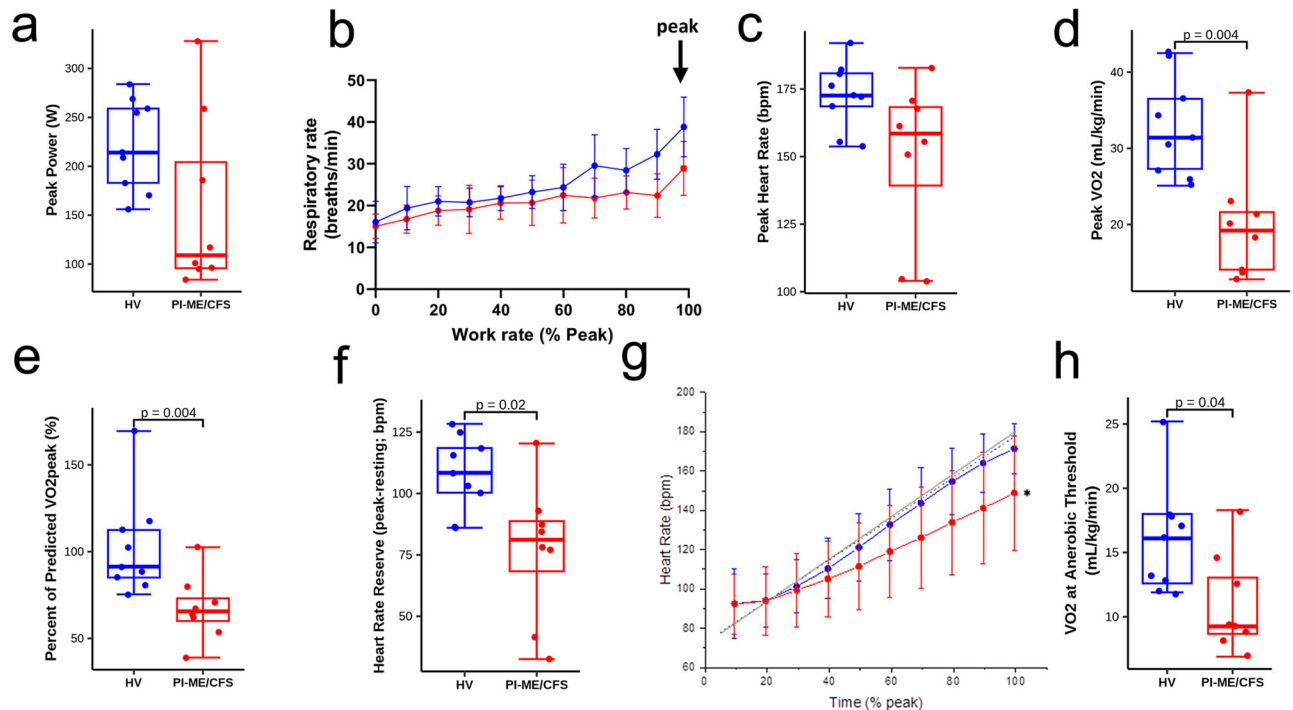 a
Peak Power (W)
300
250
200
150
100
HV
PI-ME/CFS
b
peak
Respiratory rate
(breaths/min)
50
40
30
20
10
0
0
20
40
60
80
100
Work rate (% Peak)
c
Peak Heart Rate (bpm)
175
150
125
100
HV
PI-ME/CFS
d
p = 0.004
Peak VO2 (mL/kg/min)
40
30
20
HV
PI-ME/CFS
e
p = 0.004
Percent of Predicted VO2peak (%)
150
100
50
HV
PI-ME/CFS
f
p = 0.02
Heart Rate Reserve (peak-resting; bpm)
125
100
75
50
HV
PI-ME/CFS
g
Heart Rate (bpm)
200
180
160
140
120
100
80
60
*
0
20
40
60
80
100
Time (% peak)
h
p = 0.04
VO2 at Anerobic Threshold
(mL/kg/min)
25
20
15
10
HV
PI-ME/CFS